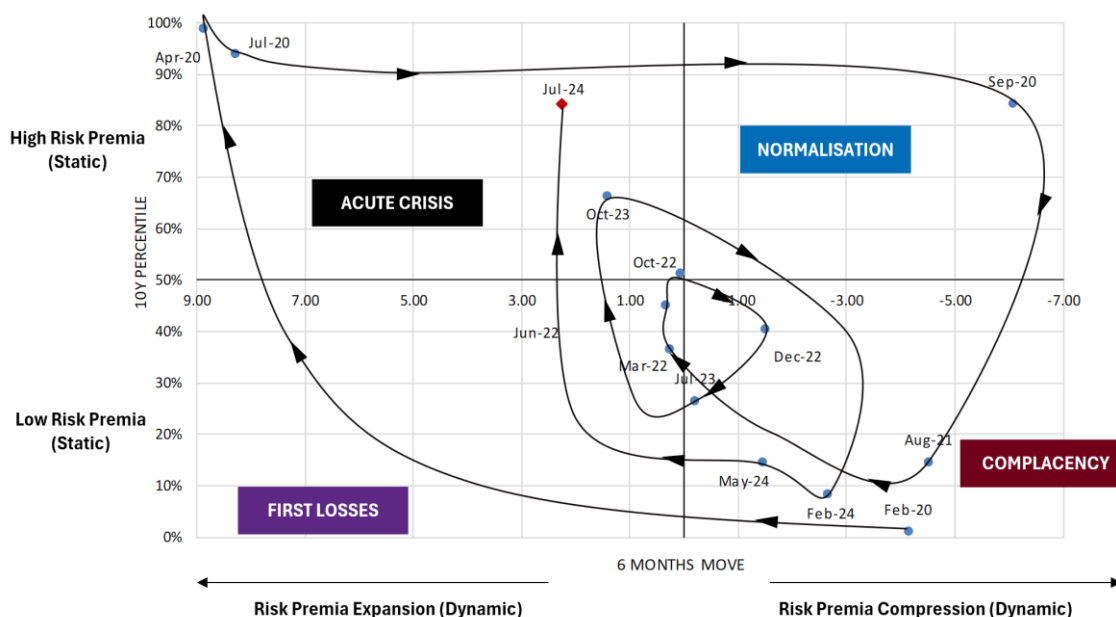 100%
90%
80%
70%
60%
50%
40%
30%
20%
10%
0%
10Y PERCENTILE
High Risk Premia
(Static)
Low Risk Premia
(Static)
Apr-20
Jul-20
Jul-24
Sep-20
NORMALISATION
ACUTE CRISIS
Oct-23
Oct-22
9.00
7.00
5.00
3.00
1.00
-1.00
-3.00
-5.00
-7.00
Jun-22
Mar-22
Jul-23
Dec-22
Aug-21
COMPLACENCY
May-24
Feb-24
Feb-20
FIRST LOSSES
6 MONTHS MOVE
Risk Premia Expansion (Dynamic)
Risk Premia Compression (Dynamic)